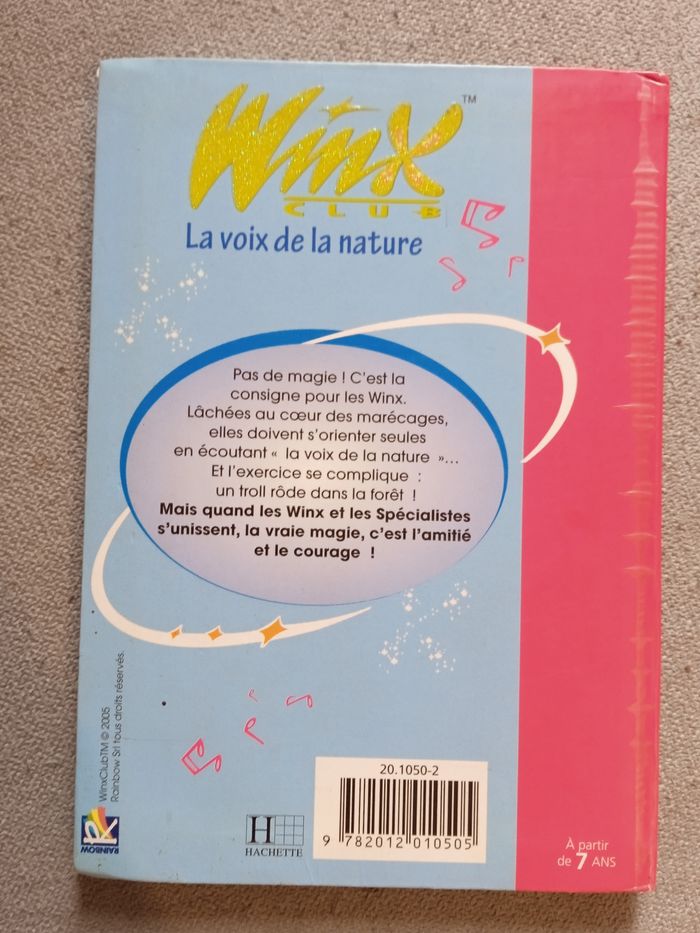 Winx™
CLUB
La voix de la nature
Pas de magie ! C'est la
consigne pour les Winx.
Lâchées au cœur des marécages,
elles doivent s'orienter seules
en écoutant « la voix de la nature »...
Et l'exercice se complique :
un troll rôde dans la forêt !
Mais quand les Winx et les Spécialistes
s'unissent, la vraie magie, c'est l'amitié
et le courage !
WinxClubTM © 2005
Rainbow Srl tous droits réservés.
RAINBOW
H
HACHETTE
20.1050-2
9 782012 010505
À partir
de 7 ANS